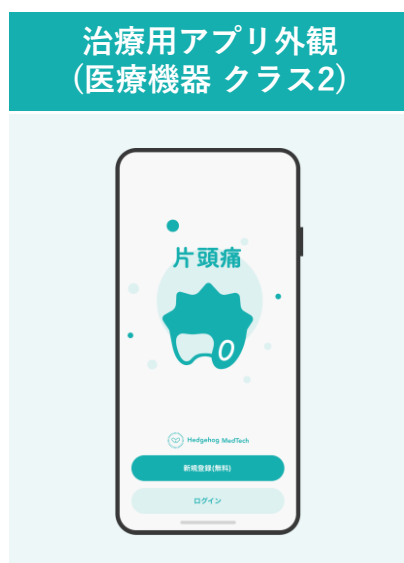 治療用アプリ外観
(医療機器 クラス2)
片頭痛
0
Hedgehog MedTech
新規登録(無料)
ログイン